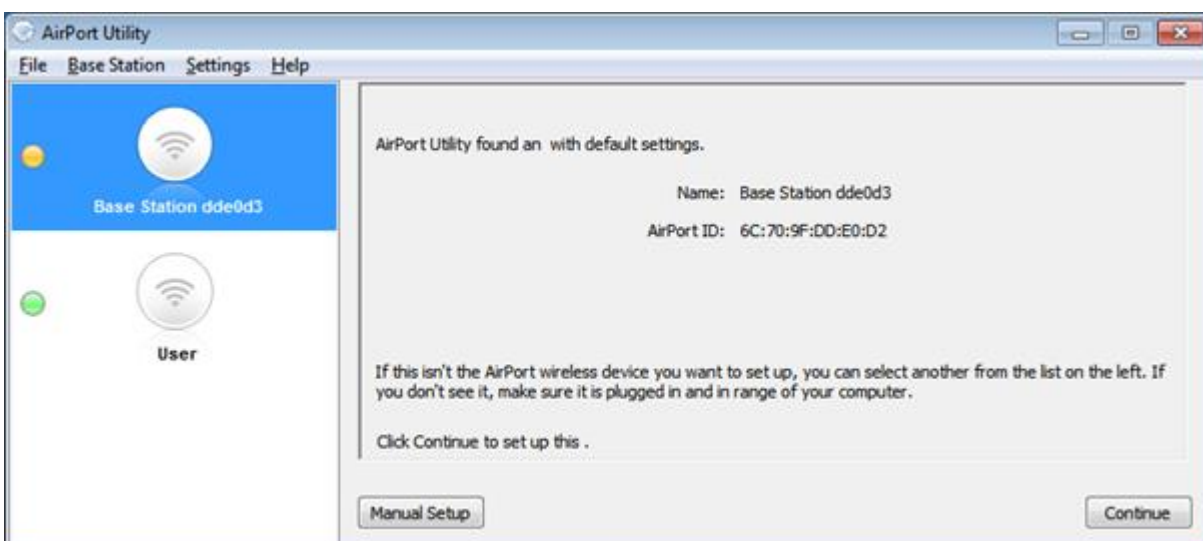 AirPort Utility
File Base Station Settings Help
Base Station dde0d3
User
AirPort Utility found an with default settings.
Name: Base Station dde0d3
AirPort ID: 6C:70:9F:DD:E0:D2
If this isn't the AirPort wireless device you want to set up, you can select another from the list on the left. If
you don't see it, make sure it is plugged in and in range of your computer.
Click Continue to set up this .
Manual Setup Continue